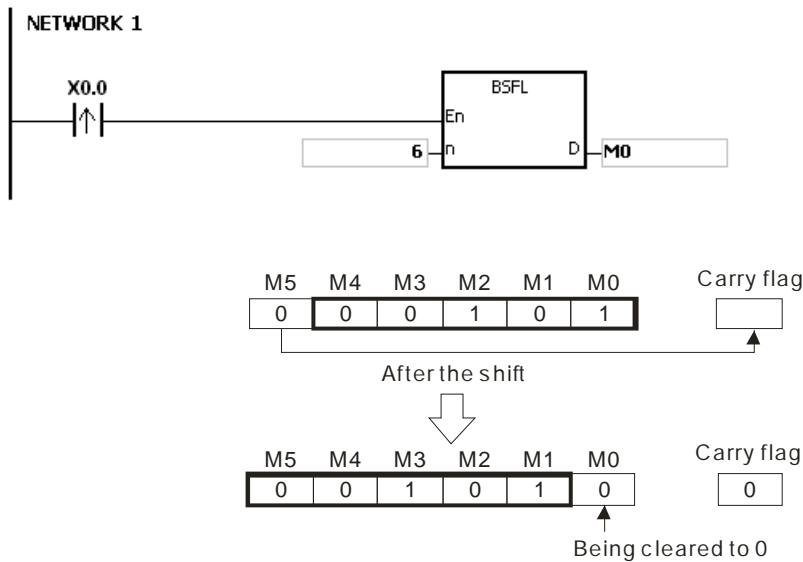 NETWORK 1
X0.0
BSFL
En
6 n D M0
M5 M4 M3 M2 M1 M0 Carry flag
0 0 0 1 0 1
After the shift
M5 M4 M3 M2 M1 M0 Carry flag
0 0 1 0 1 0 0
Being cleared to 0